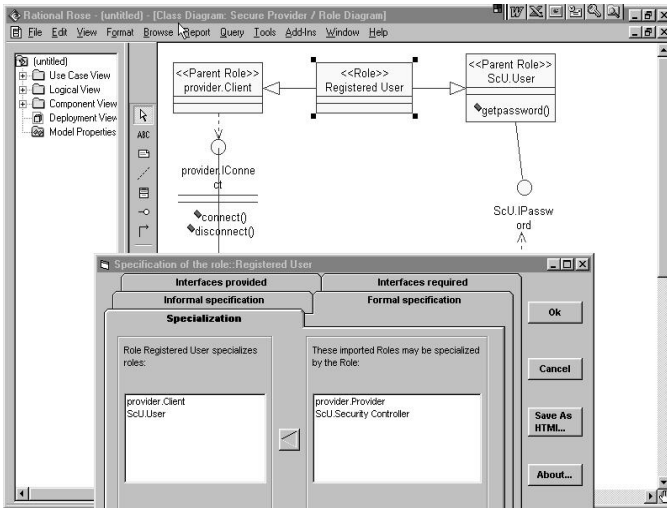 Rational Rose - (untitled) - [Class Diagram: Secure Provider / Role Diagram]
File Edit View Format Browse Report Query Tools Add-Ins Window Help
(untitled)
Use Case View
Logical View
Component View
Deployment View
Model Properties
ABC
<<Parent Role>>
provider.Client
<<Role>>
Registered User
<<Parent Role>>
ScU.User
getpassword()
provider.IConne
ct
connect()
disconnect()
ScU.IPassw
ord
Specification of the role::Registered User
Interfaces provided
Interfaces required
Informal specification
Formal specification
Specialization
Role Registered User specializes
roles:
provider.Client
ScU.User
These imported Roles may be specialized
by the Role:
provider.Provider
ScU.Security Controller
Ok
Cancel
Save As
HTML...
About...